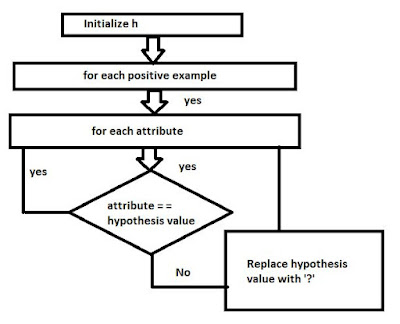 Initialize h
for each positive example
yes
for each attribute
yes
yes
attribute = =
hypothesis value
No
Replace hypothesis
value with '?'